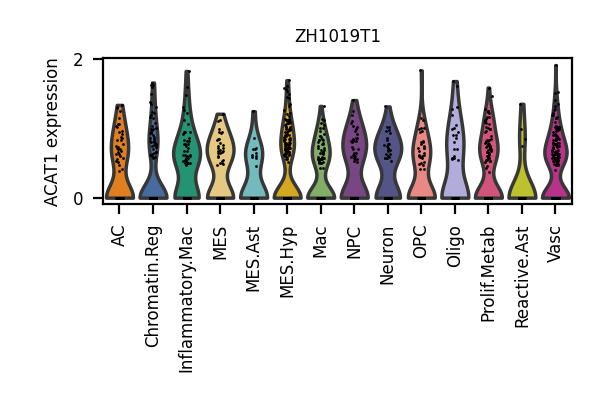 ZH1019T1
ACAT1 expression
2
0
AC
Chromatin.Reg
Inflammatory.Mac
MES
MES.Ast
MES.Hyp
Mac
NPC
Neuron
OPC
Oligo
Prolif.Metab
Reactive.Ast
Vasc